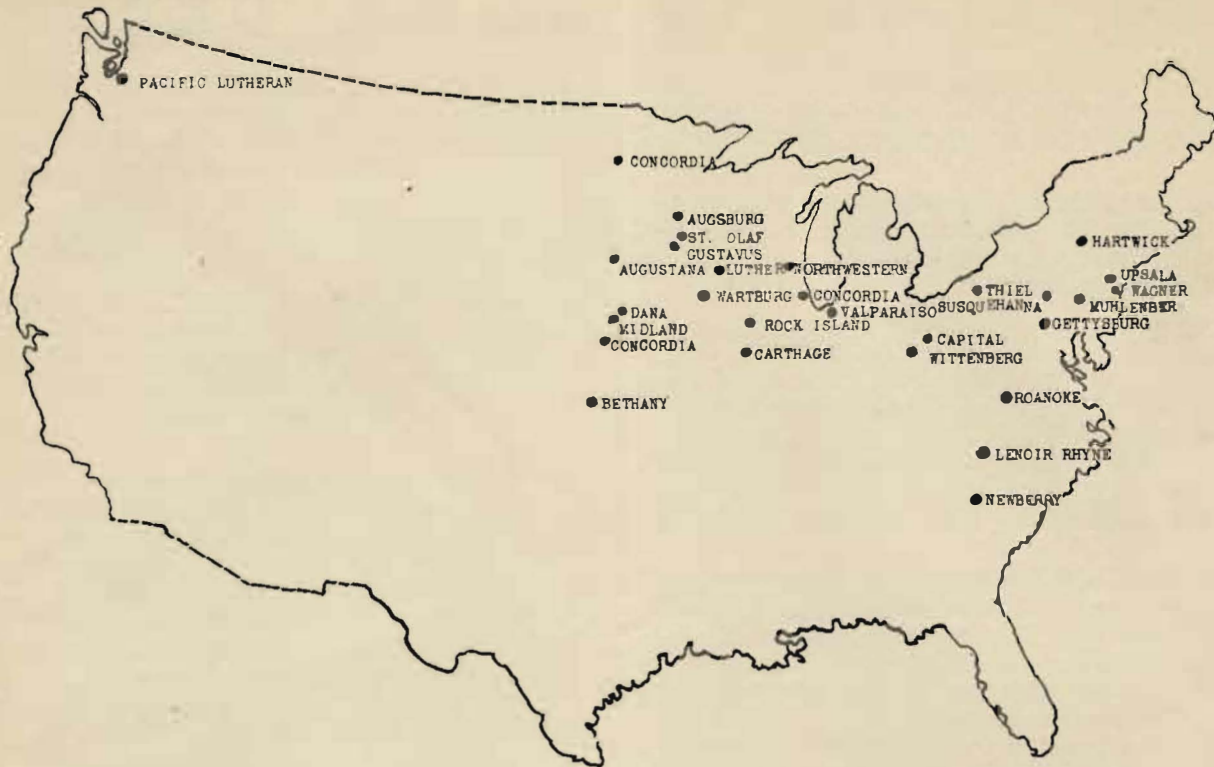 PACIFIC LUTHERAN
CONCORDIA
AUGSBURG
ST. OLAF
GUSTAVUS
AUGUSTANA
LUTHER
NORTHWESTERN
WARTBURG
CONCORDIA
VALPARAISO
DANA
MIDLAND
CONCORDIA
ROCK ISLAND
CARTHAGE
BETHANY
HARTWICK
UPSALA
WAGNER
THIEL
SUSQUEHANNA
MUHLENBER
GETTYSBURG
CAPITAL
WITTENBERG
ROANOKE
LENOIR RHYNE
NEWBERRY